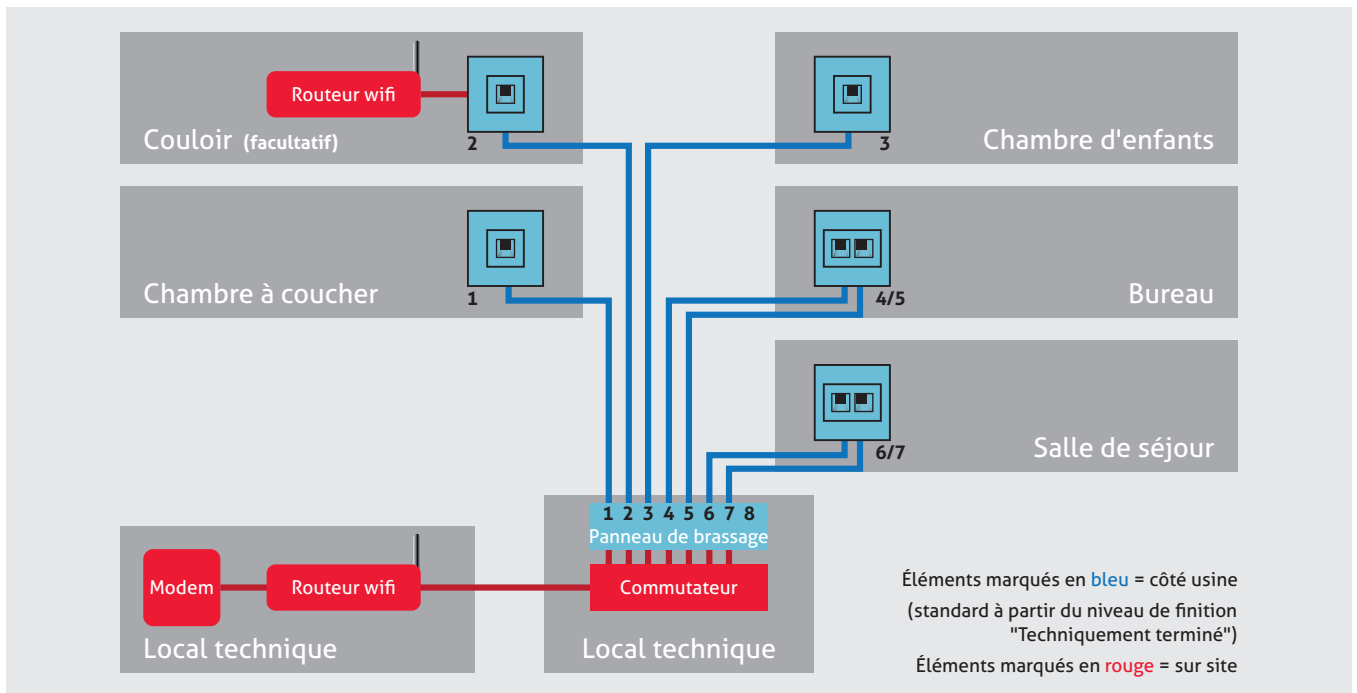 Routeur wifi
Couloir (facultatif)
2
3
Chambre d'enfants
Chambre à coucher
1
4/5
Bureau
6/7
Salle de séjour
1 2 3 4 5 6 7 8
Panneau de brassage
Modem
Routeur wifi
Commutateur
Local technique
Local technique
Éléments marqués en bleu = côté usine
(standard à partir du niveau de finition
"Techniquement terminé")
Éléments marqués en rouge = sur site